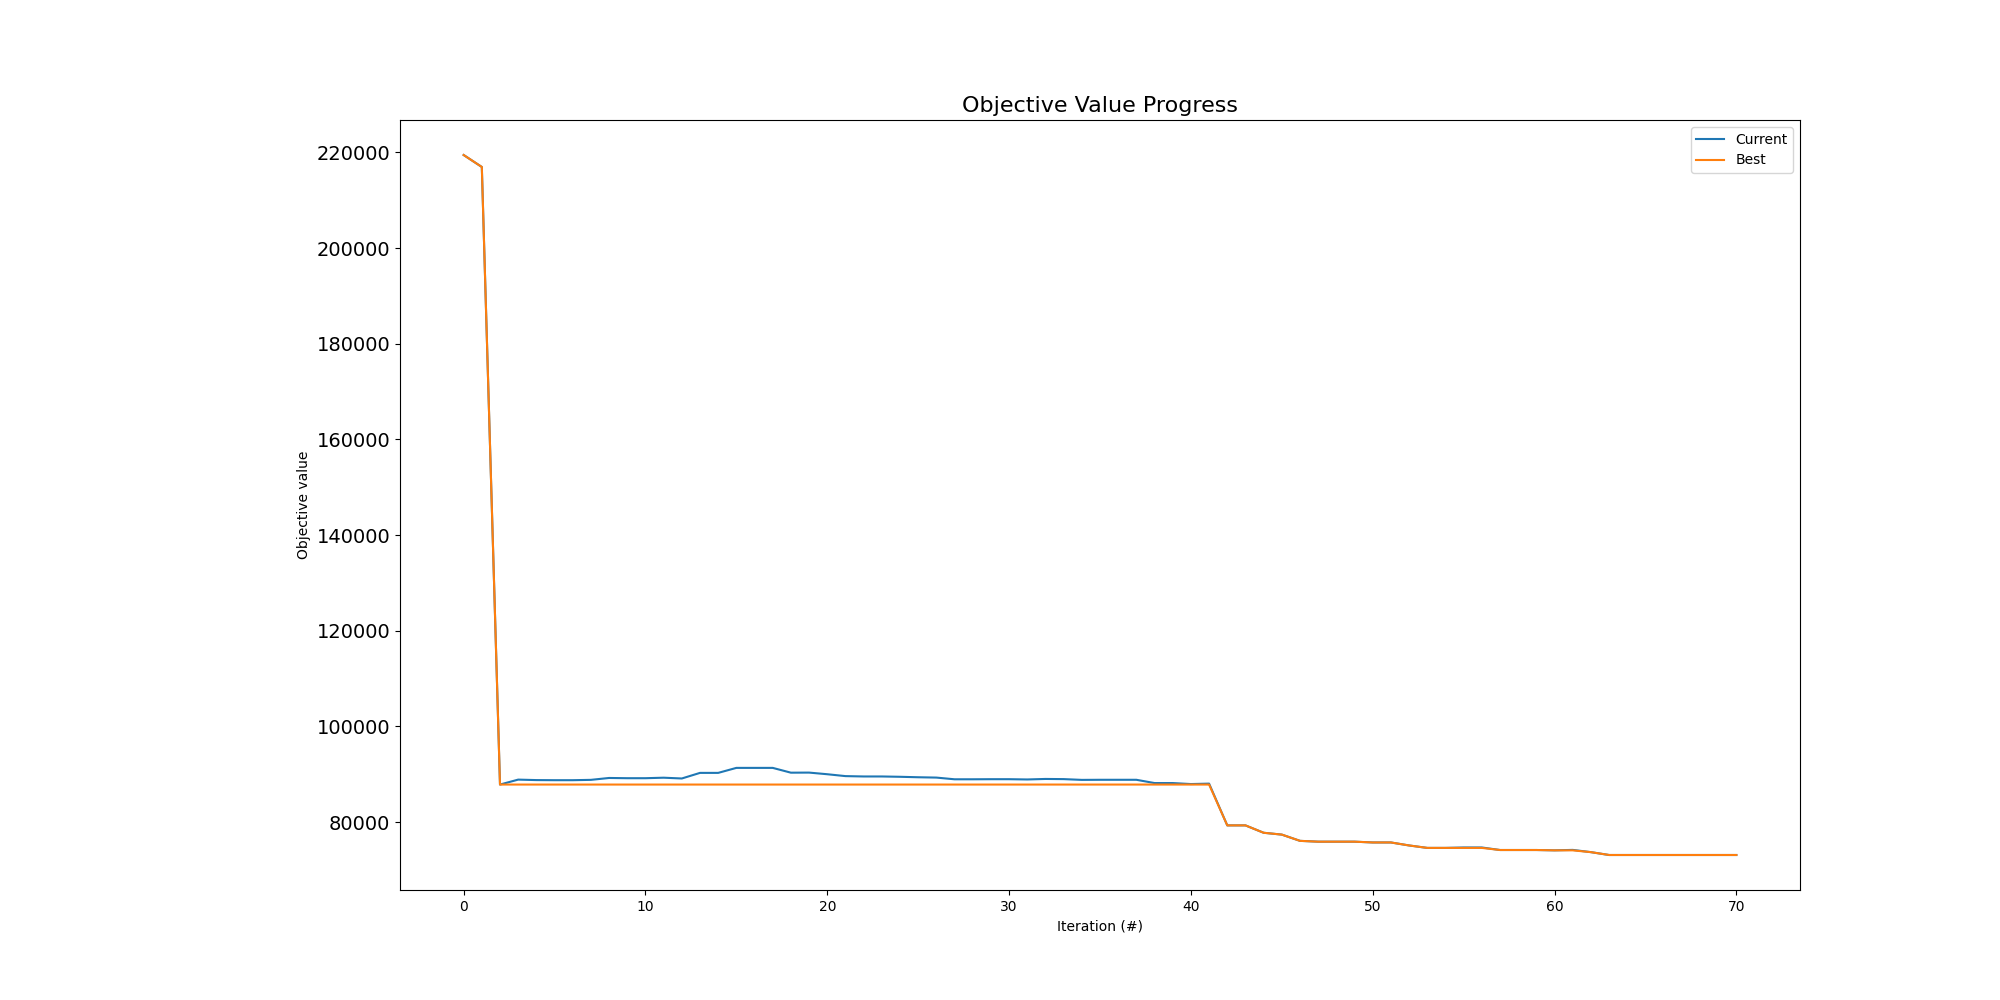 Objective Value Progress
Current
Best
220000
200000
180000
160000
140000
120000
100000
80000
Objective value
0 10 20 30 40 50 60 70
Iteration (#)